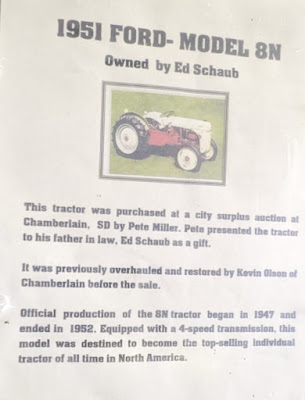 1951 FORD- MODEL 8N
Owned by Ed Schaub
This tractor was purchased at a city surplus auction at
Chamberlain, SD by Pete Miller. Pete presented the tractor
to his father in law, Ed Schaub as a gift.
It was previously overhauled and restored by Kevin Olson of
Chamberlain before the sale.
Official production of the 8N tractor began in 1947 and
ended in 1952. Equipped with a 4-speed transmission, this
model was destined to become the top-selling individual
tractor of all time in North America.